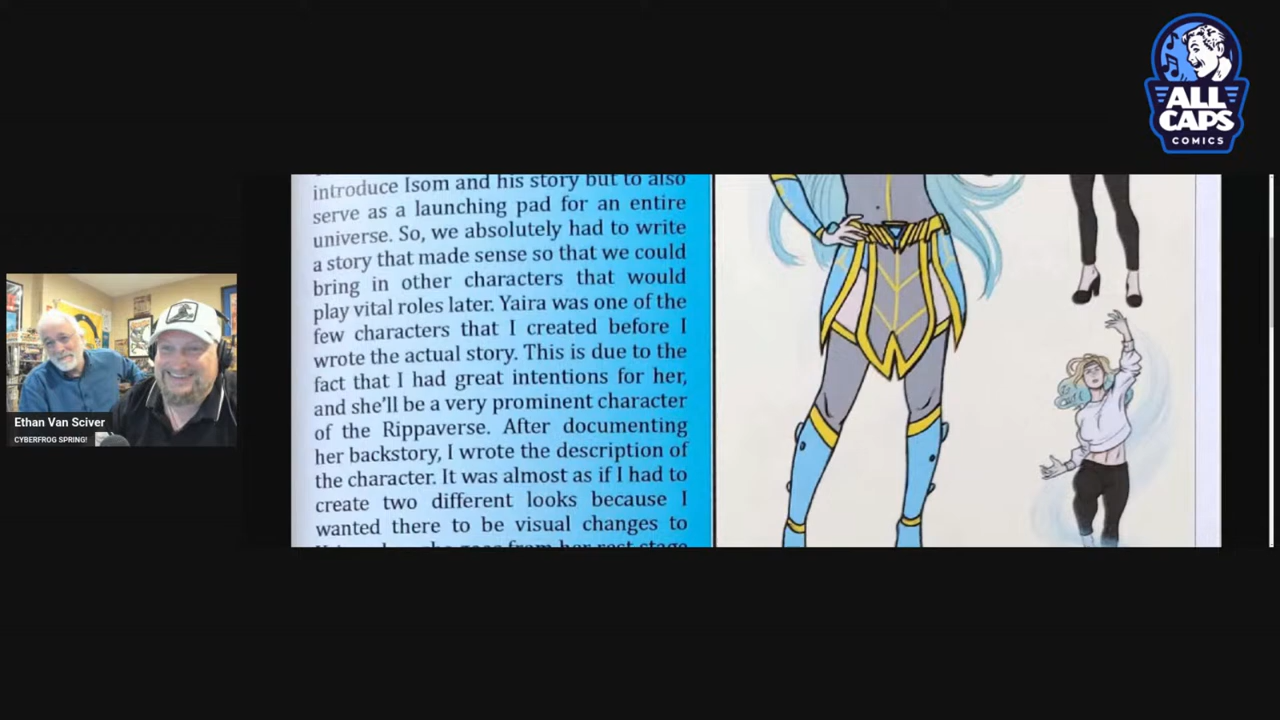 ALL
CAPS
COMICS
introduce Isom and his story but to also
serve as a launching pad for an entire
universe. So, we absolutely had to write
a story that made sense so that we could
bring in other characters that would
play vital roles later. Yaira was one of the
few characters that I created before I
wrote the actual story. This is due to the
fact that I had great intentions for her,
and she’ll be a very prominent character
of the Rippaverse. After documenting
her backstory, I wrote the description of
the character. It was almost as if I had to
create two different looks because I
wanted there to be visual changes to
goes from her rest stage
Ethan Van Sciver
CYBERFROG SPRING!